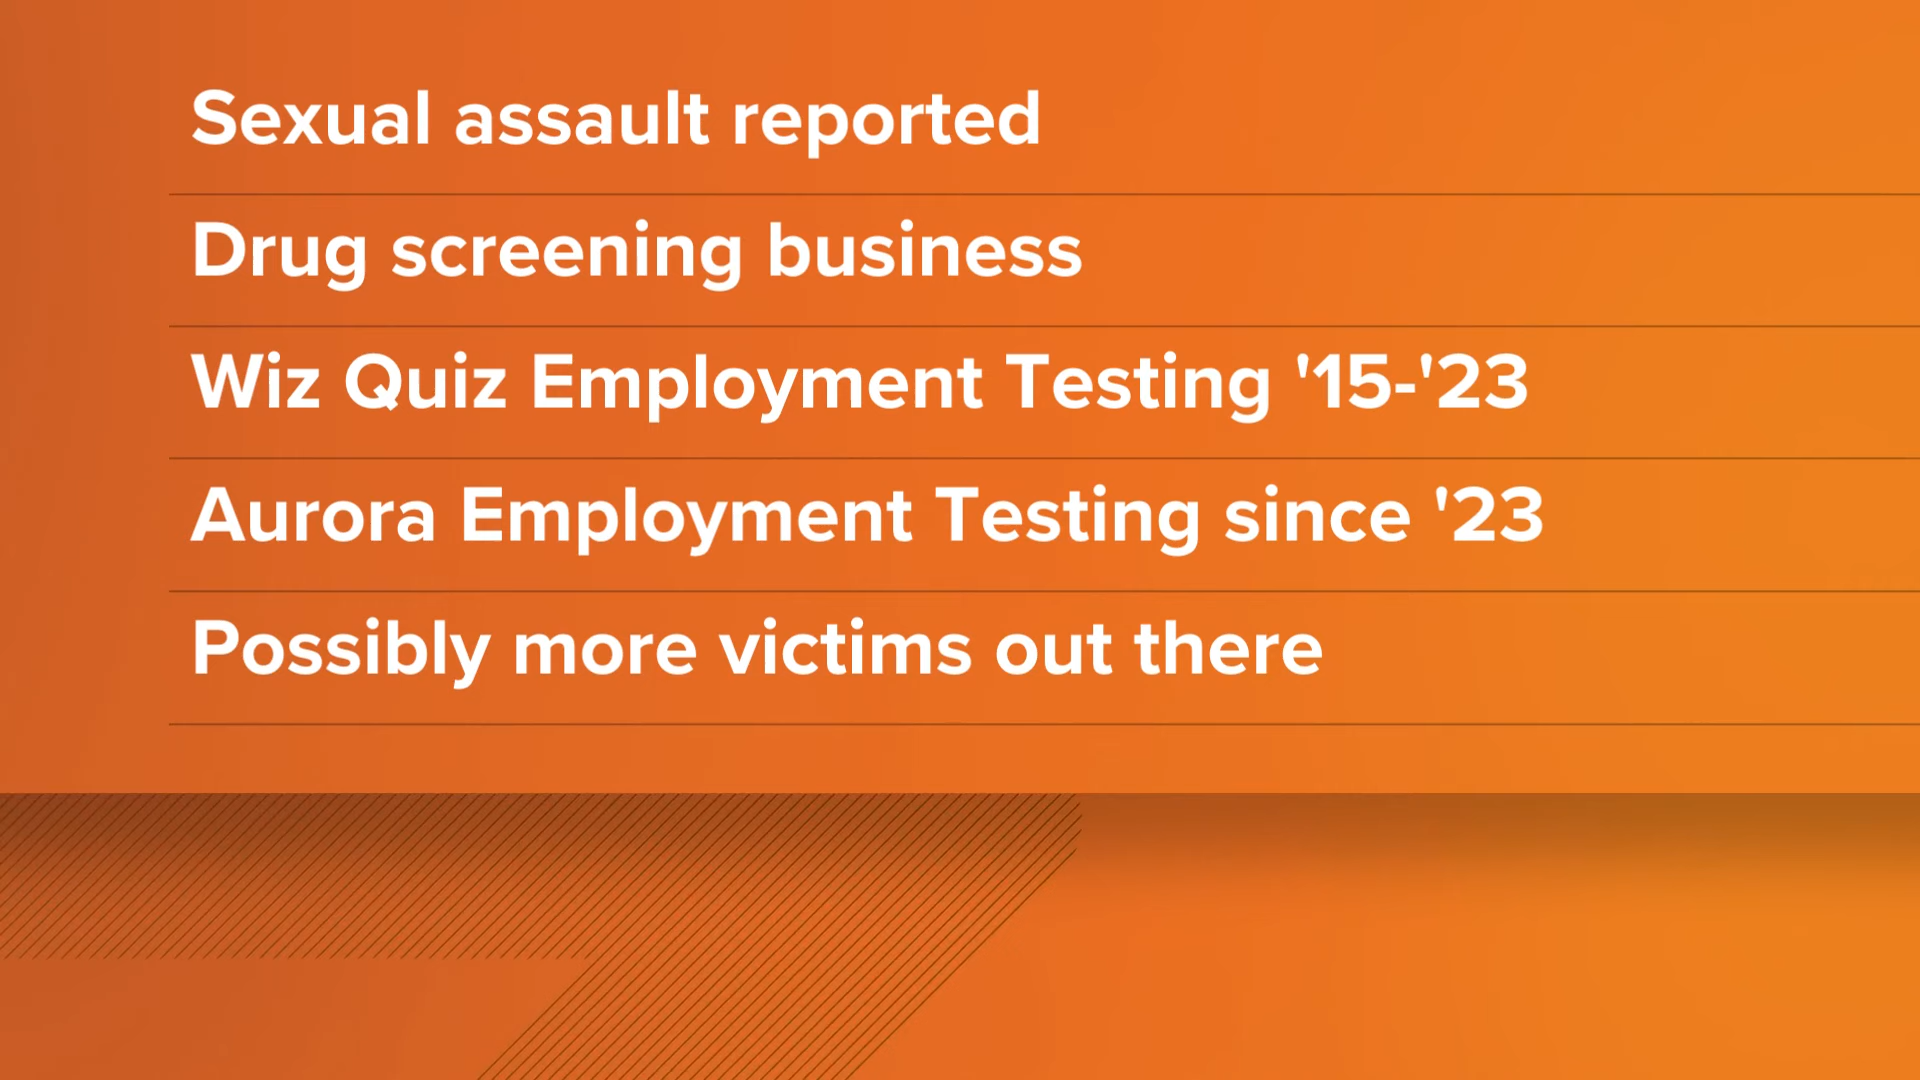 Sexual assault reported
Drug screening business
Wiz Quiz Employment Testing '15-'23
Aurora Employment Testing since '23
Possibly more victims out there